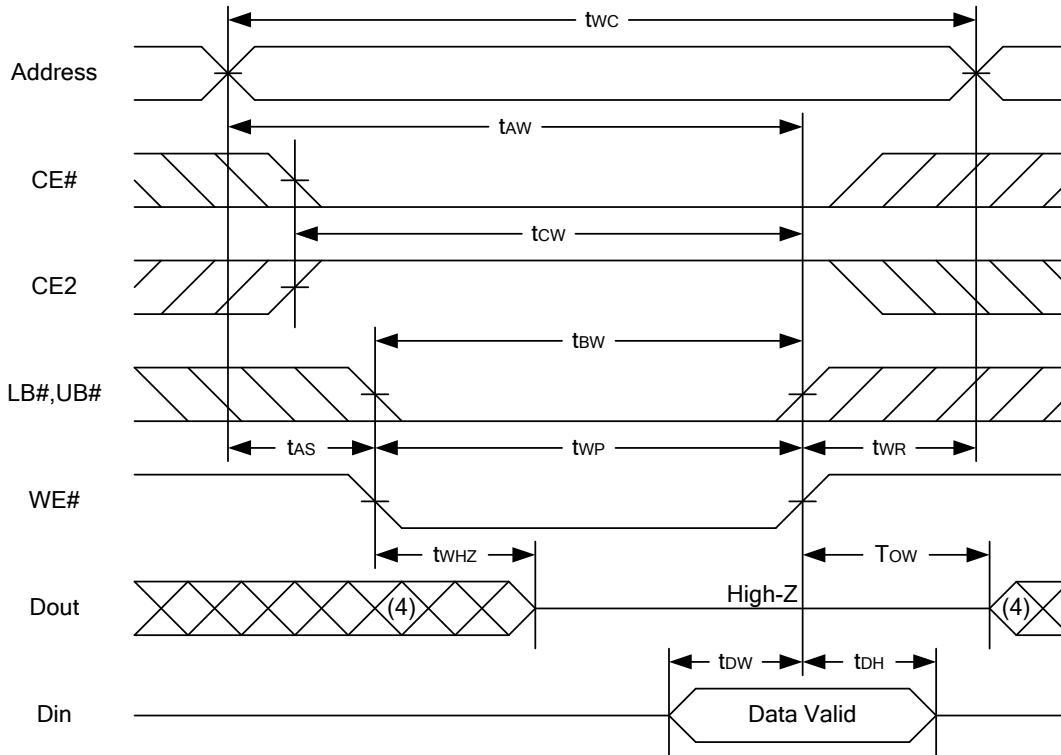 tWC
Address
tAW
CE#
tCW
CE2
tBW
LB#,UB#
tAS
tWP
tWR
WE#
tWHZ
TOW
Dout
(4)
High-Z
(4)
tDW
tDH
Din
Data Valid